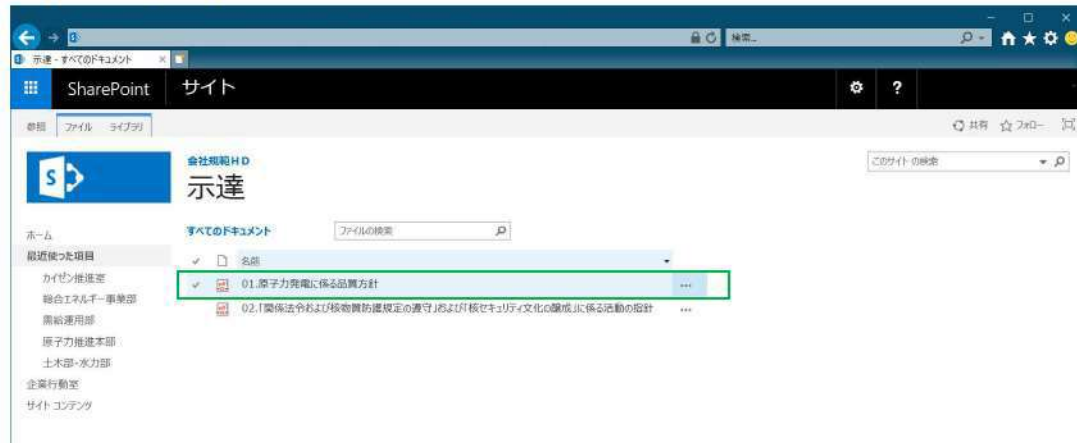 検索...
示達 - すべてのドキュメント
SharePoint サイト
参照 ファイル ライブラリ
共有 フォロー
会社規範HD
このサイト の検索
示達
ホーム
すべてのドキュメント
ファイルの検索
最近使った項目
名前
カイゼン推進室
01.原子力発電に係る品質方針
総合エネルギー事業部
02.「関係法令および核物質防護規定の遵守」および「核セキュリティ文化の醸成」に係る活動の指針
需給運用部
原子力推進本部
土木部・水力部
企業行動室
サイト コンテンツ